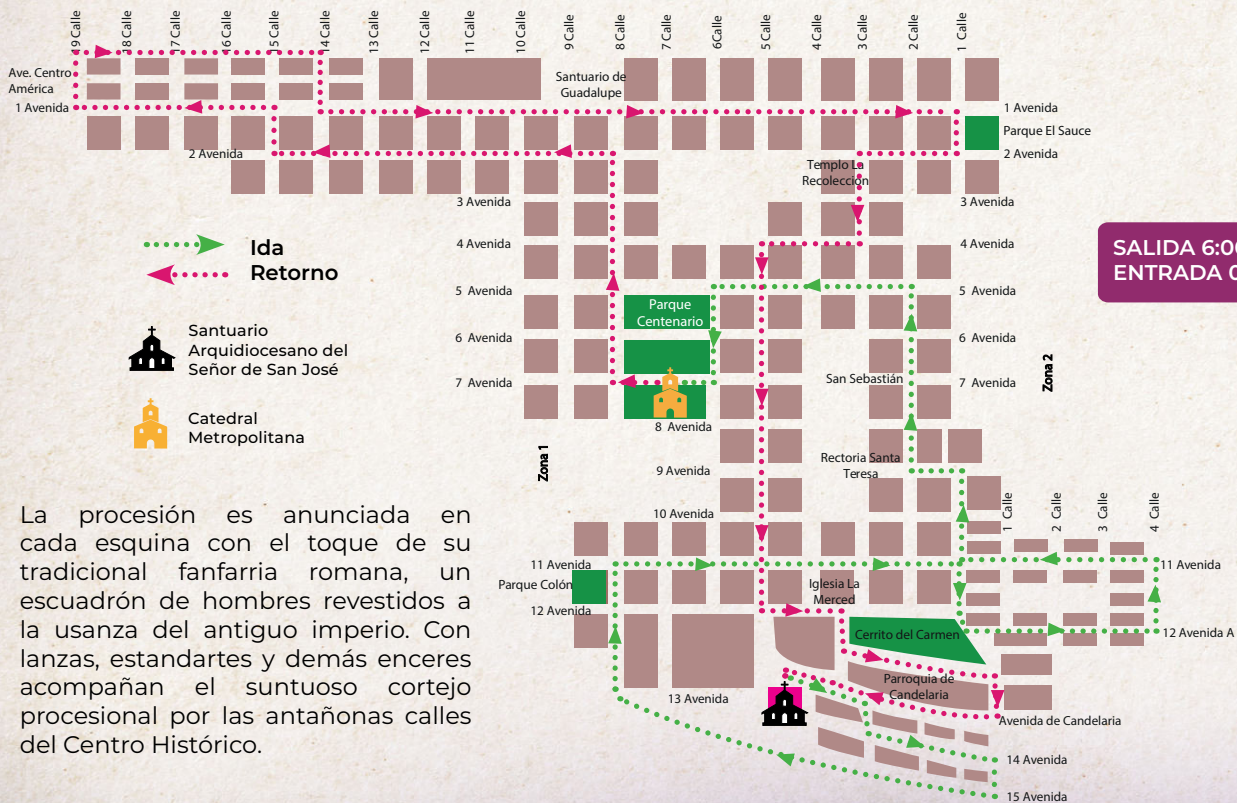 19 Calle
18 Calle
17 Calle
16 Calle
15 Calle
14 Calle
13 Calle
12 Calle
11 Calle
10 Calle
9 Calle
8 Calle
7 Calle
6Calle
5 Calle
4 Calle
3 Calle
2 Calle
1 Calle
Ave. Centro
América
1 Avenida
2 Avenida
Santuario de
Guadalupe
1 Avenida
Parque El Sauce
2 Avenida
Templo La
Recolección
3 Avenida
3 Avenida
4 Avenida
4 Avenida
5 Avenida
5 Avenida
6 Avenida
6 Avenida
7 Avenida
7 Avenida
Ida
Retorno
Santuario
Arquidiocesano del
Señor de San José
Catedral
Metropolitana
Parque
Centenario
San Sebastián
Zona 2
SALIDA 6:00
ENTRADA 0
8 Avenida
Zona 1
9 Avenida
Rectoria Santa
Teresa
10 Avenida
1 Calle
2 Calle
3 Calle
4 Calle
11 Avenida
11 Avenida
Parque Colón
12 Avenida
Iglesia La
Merced
Cerrito del Carmen
12 Avenida A
Parroquia de
Candelaria
13 Avenida
Avenida de Candelaria
14 Avenida
15 Avenida
La procesión es anunciada en
cada esquina con el toque de su
tradicional fanfarria romana, un
escuadrón de hombres revestidos a
la usanza del antiguo imperio. Con
lanzas, estandartes y demás enceres
acompañan el suntuoso cortejo
procesional por las antañonas calles
del Centro Histórico.